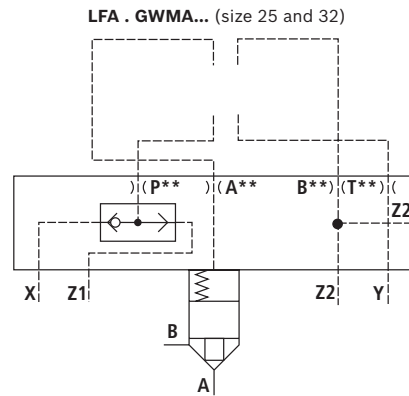 LFA . GWMA... (size 25 and 32)
P** A** B** T**
Z2
X Z1 Z2 Y
B
A